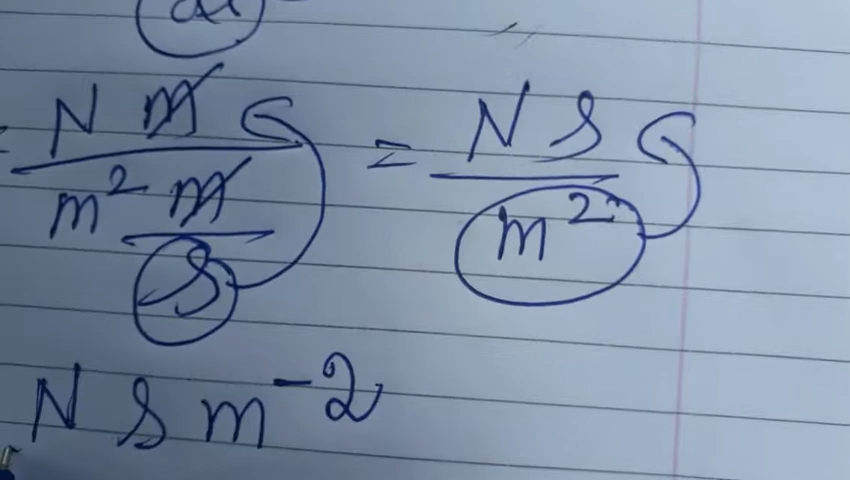 N m
m² m = N s
s m²
N s m⁻²